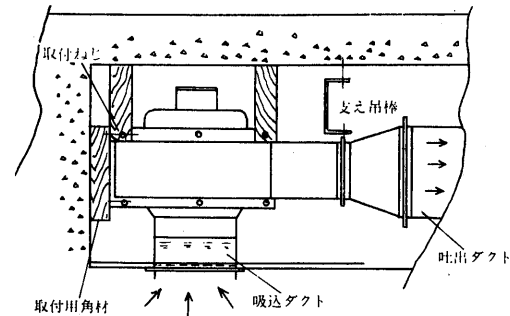 取付ねじ
支え吊棒
吐出ダクト
吸込ダクト
取付用角材